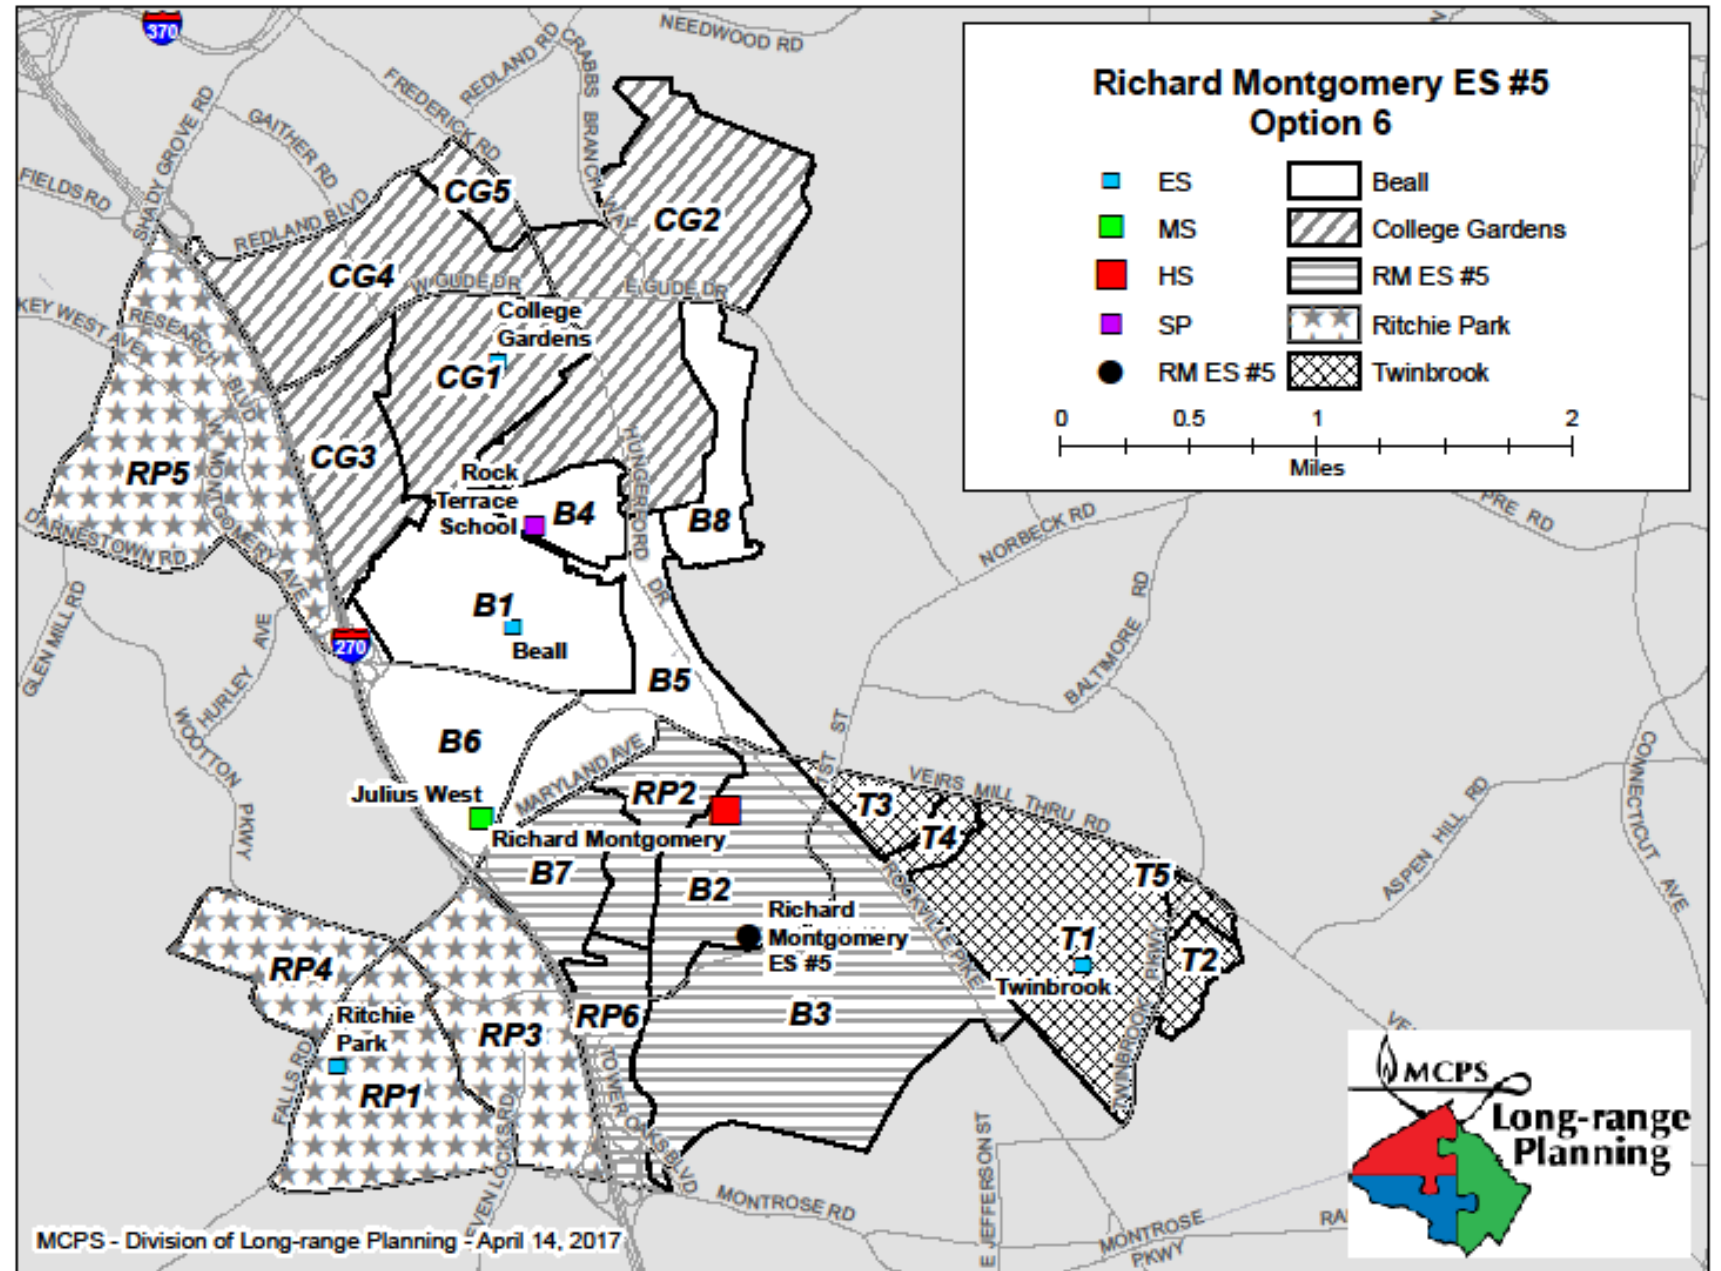 370
NEEDWOOD RD
REDLAND RD
CRABBS BRANCH WAY
FREDERICK RD
SHADY GROVE RD
GAITHER RD
FIELDS RD
REDLAND BLVD
Richard Montgomery ES #5
Option 6
ES
MS
HS
SP
RM ES #5
Beall
College Gardens
RM ES #5
Ritchie Park
Twinbrook
0 0.5 1 2
Miles
CG5
CG2
CG4
W GUDE DR
E GUDE DR
KEY WEST AVE
RESEARCH BLVD
W MONTGOMERY AVE
College
Gardens
CG1
CG3
RP5
HUNGERFORD DR
Rock
Terrace
School
B4
B8
DARNESTOWN RD
NORBECK RD
PRE RD
GLEN MILL RD
HURLEY AVE
WOOTTON PKWY
270
B1
Beall
B5
BALTIMORE RD
1ST ST
B6
MARYLAND AVE
Julius West
RP2
Richard Montgomery
VEIRS MILL THRU RD
T3
T4
T5
ASPEN HILL RD
CONNECTICUT AVE
B7
B2
ROCKVILLE PIKE
Richard
Montgomery
ES #5
T1
Twinbrook
T2
TWINBROOK PKWY
RP4
Ritchie
Park
RP3
RP6
B3
RP1
FALLS RD
SEVEN LOCKS RD
TOWER OAKS BLVD
MONTROSE RD
E JEFFERSON ST
MONTROSE PKWY
RA
VE
MCPS
Long-range
Planning
MCPS - Division of Long-range Planning - April 14, 2017